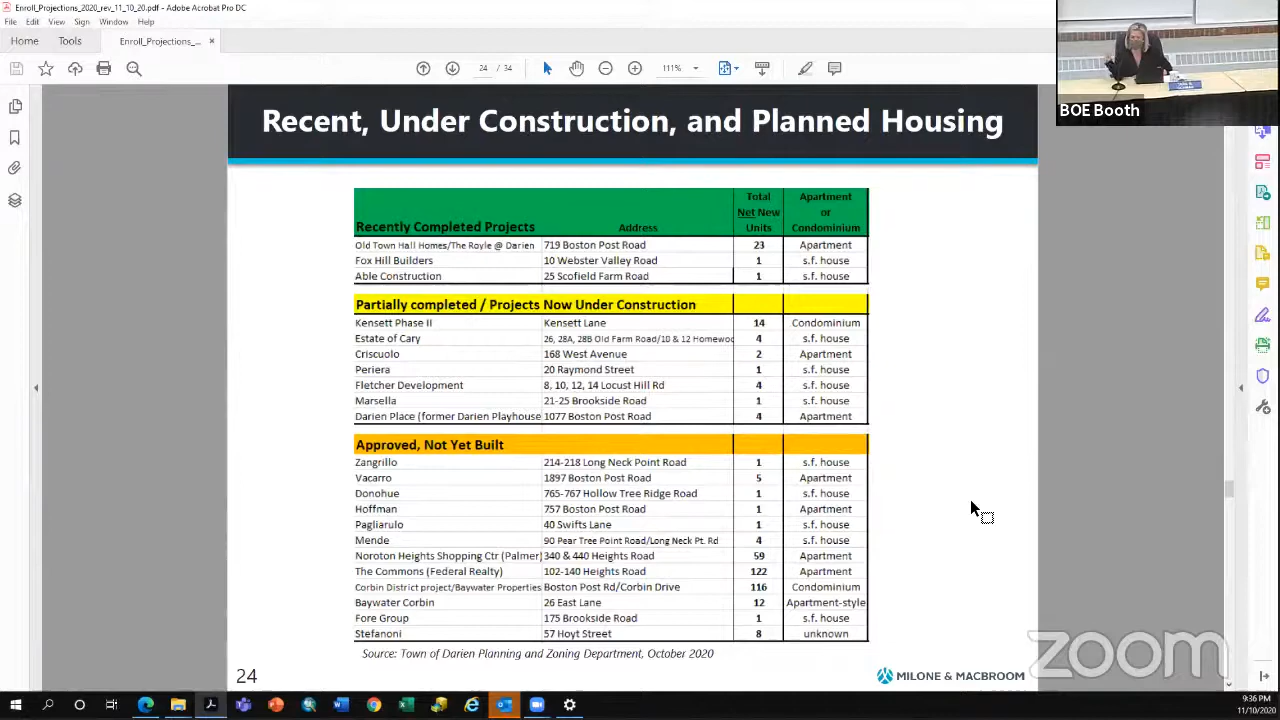 Enroll_Projections_2020_rev_11_10_20.pdf - Adobe Acrobat Pro DC
File Edit View Sign Window Help
Home Tools Enroll_Projections_... ×
24 / 34 111%
BOE Booth
Recent, Under Construction, and Planned Housing
Recently Completed Projects Address Total Net New Units Apartment or Condominium
Old Town Hall Homes/The Royle @ Darien 719 Boston Post Road 23 Apartment
Fox Hill Builders 10 Webster Valley Road 1 s.f. house
Able Construction 25 Scofield Farm Road 1 s.f. house
Partially completed / Projects Now Under Construction
Kensett Phase II Kensett Lane 14 Condominium
Estate of Cary 26, 28A, 28B Old Farm Road/10 & 12 Homewoo 4 s.f. house
Criscuolo 168 West Avenue 2 Apartment
Periera 20 Raymond Street 1 s.f. house
Fletcher Development 8, 10, 12, 14 Locust Hill Rd 4 s.f. house
Marsella 21-25 Brookside Road 1 s.f. house
Darien Place (former Darien Playhouse 1077 Boston Post Road 4 Apartment
Approved, Not Yet Built
Zangrillo 214-218 Long Neck Point Road 1 s.f. house
Vacarro 1897 Boston Post Road 5 Apartment
Donohue 765-767 Hollow Tree Ridge Road 1 s.f. house
Hoffman 757 Boston Post Road 1 Apartment
Pagliarulo 40 Swifts Lane 1 s.f. house
Mende 90 Pear Tree Point Road/Long Neck Pt. Rd 4 s.f. house
Noroton Heights Shopping Ctr (Palmer) 340 & 440 Heights Road 59 Apartment
The Commons (Federal Realty) 102-140 Heights Road 122 Apartment
Corbin District project/Baywater Properties Boston Post Rd/Corbin Drive 116 Condominium
Baywater Corbin 26 East Lane 12 Apartment-style
Fore Group 175 Brookside Road 1 s.f. house
Stefanoni 57 Hoyt Street 8 unknown
Source: Town of Darien Planning and Zoning Department, October 2020
24
MILONE & MACBROOM
zoom
9:36 PM
11/10/2020